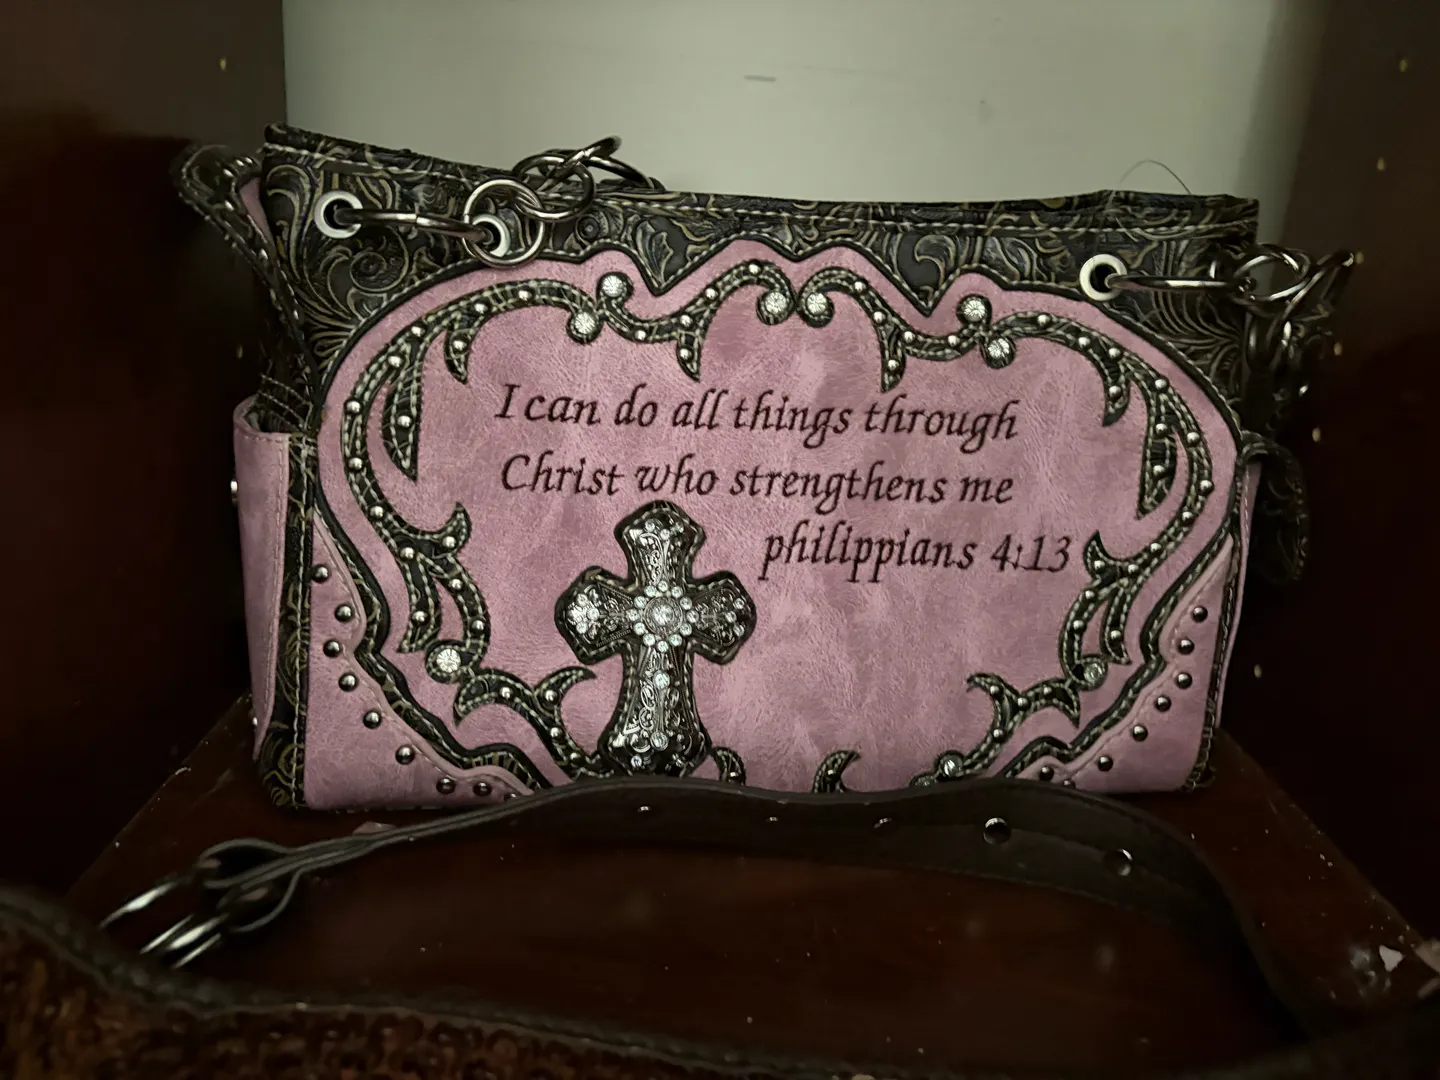 I can do all things through
Christ who strengthens me
philippians 4:13